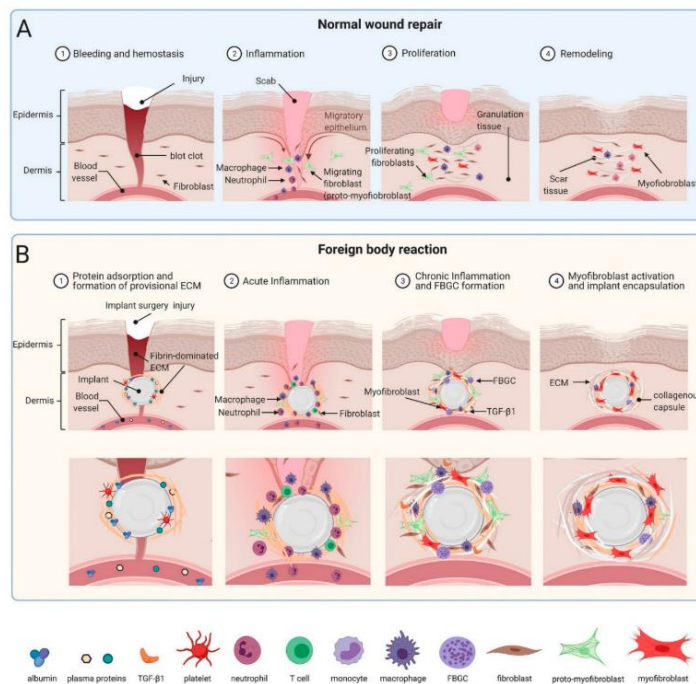 A
Normal wound repair
1 Bleeding and hemostasis
2 Inflammation
3 Proliferation
4 Remodeling
Injury
Scab
Epidermis
Migratory
epithelium
Granulation
tissue
Dermis
Blood
vessel
blot clot
Fibroblast
Macrophage
Neutrophil
Migrating
fibroblast
(proto-myofibroblast
Proliferating
fibroblasts
Scar
tissue
Myofibroblast
B
Foreign body reaction
1 Protein adsorption and
formation of provisional ECM
2 Acute Inflammation
3 Chronic Inflammation
and FBGC formation
4 Myofibroblast activation
and implant encapsulation
Implant surgery injury
Epidermis
Fibrin-dominated
ECM
Implant
Dermis
Blood
vessel
Macrophage
Neutrophil
Fibroblast
Myofibroblast
FBGC
TGF-β1
ECM
collagenou
capsule
albumin
plasma proteins
TGF-β1
platelet
neutrophil
T cell
monocyte
macrophage
FBGC
fibroblast
proto-myofibroblast
myofibroblast